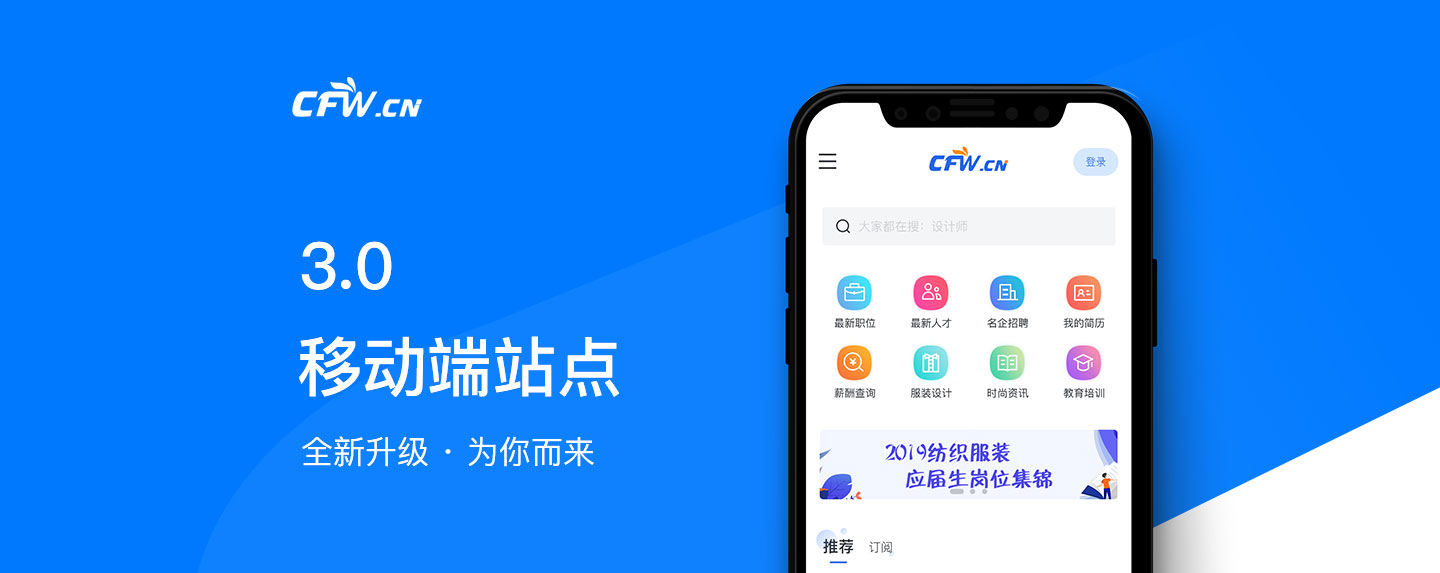 CFW.CN
3.0
移动端站点
全新升级 · 为你而来
CFW.CN
登录
大家都在搜：设计师
最新职位 最新人才 名企招聘 我的简历
薪酬查询 服装设计 时尚资讯 教育培训
2019纺织服装
应届生岗位集锦
推荐 订阅